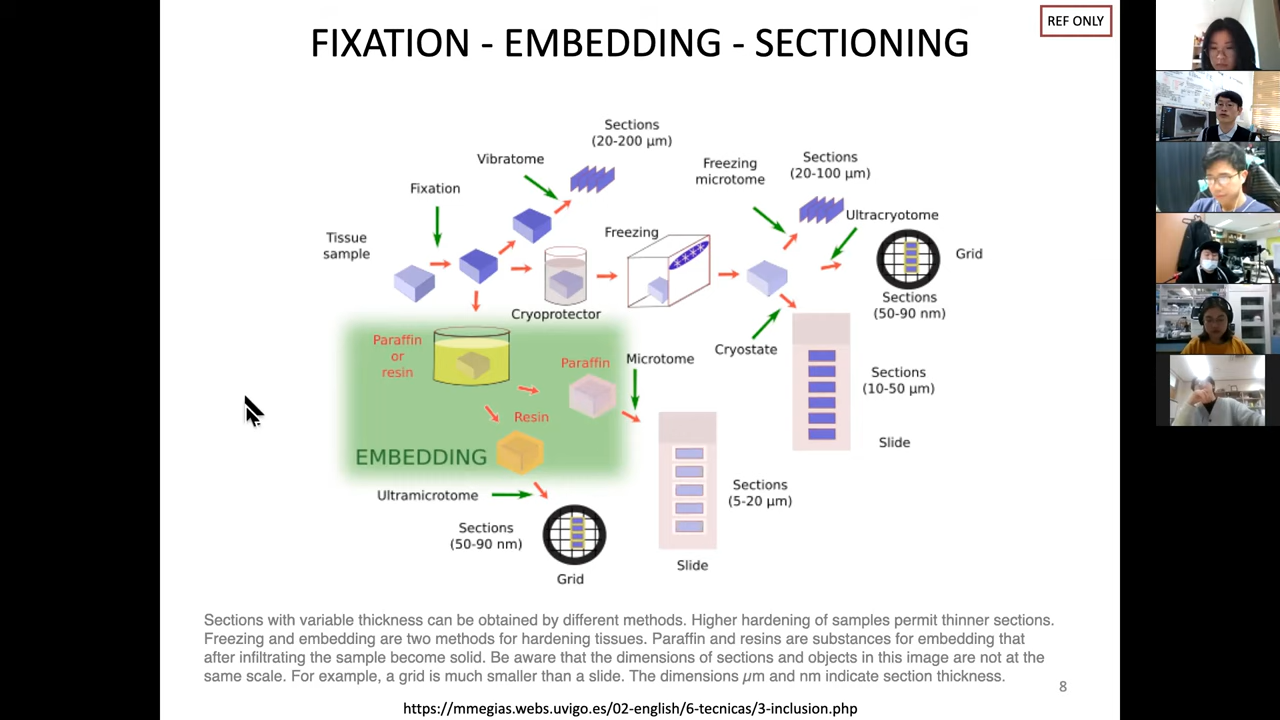 REF ONLY
FIXATION - EMBEDDING - SECTIONING
Sections
(20-200 µm)
Vibratome
Fixation
Tissue
sample
Freezing
microtome
Sections
(20-100 µm)
Ultracryotome
Freezing
Grid
Cryoprotector
Sections
(50-90 nm)
Cryostate
Paraffin
or
resin
Paraffin
Microtome
Sections
(10-50 µm)
Resin
Slide
EMBEDDING
Ultramicrotome
Sections
(5-20 µm)
Sections
(50-90 nm)
Slide
Grid
Sections with variable thickness can be obtained by different methods. Higher hardening of samples permit thinner sections.
Freezing and embedding are two methods for hardening tissues. Paraffin and resins are substances for embedding that
after infiltrating the sample become solid. Be aware that the dimensions of sections and objects in this image are not at the
same scale. For example, a grid is much smaller than a slide. The dimensions µm and nm indicate section thickness.
8
https://mmegias.webs.uvigo.es/02-english/6-tecnicas/3-inclusion.php